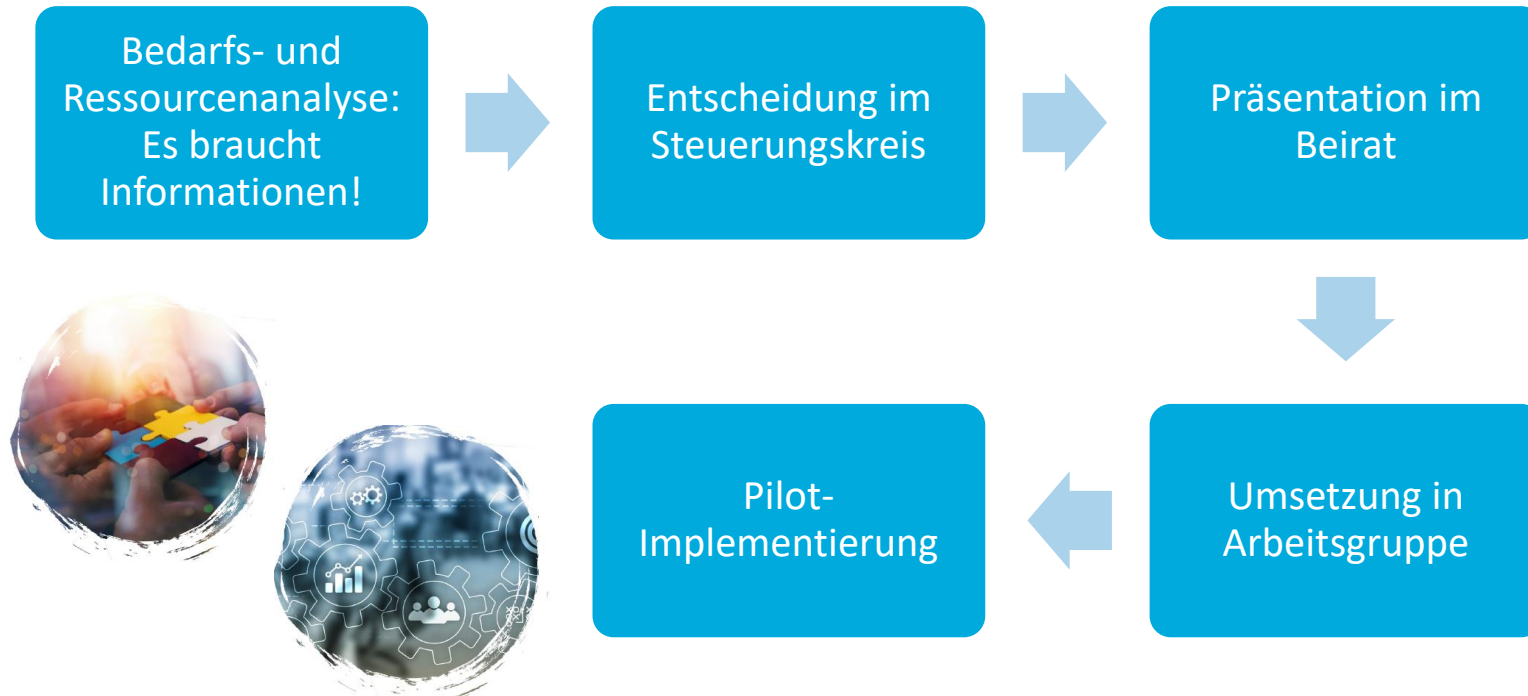 Bedarfs- und
Ressourcenanalyse:
Es braucht
Informationen!
Entscheidung im
Steuerungskreis
Präsentation im
Beirat
Umsetzung in
Arbeitsgruppe
Pilot-
Implementierung